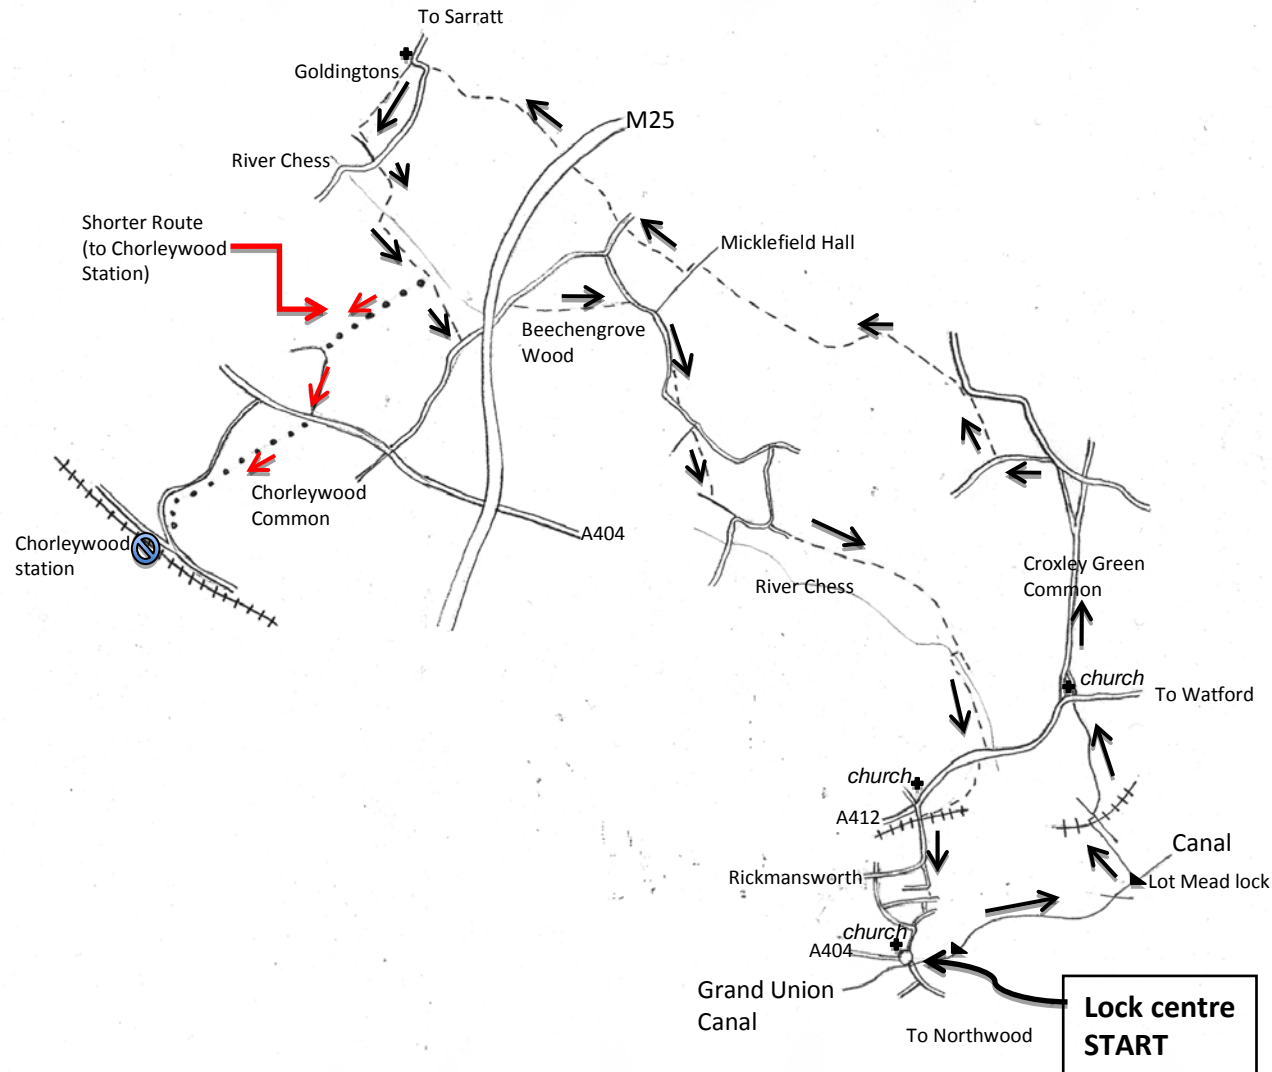 To Sarratt
Goldingtons
M25
River Chess
Shorter Route
(to Chorleywood
Station)
Micklefield Hall
Beechengrove
Wood
Chorleywood
Common
Chorleywood
station
A404
Croxley Green
Common
River Chess
church
To Watford
church
A412
Canal
Rickmansworth
Lot Mead lock
church
A404
Grand Union
Canal
Lock centre
START
To Northwood